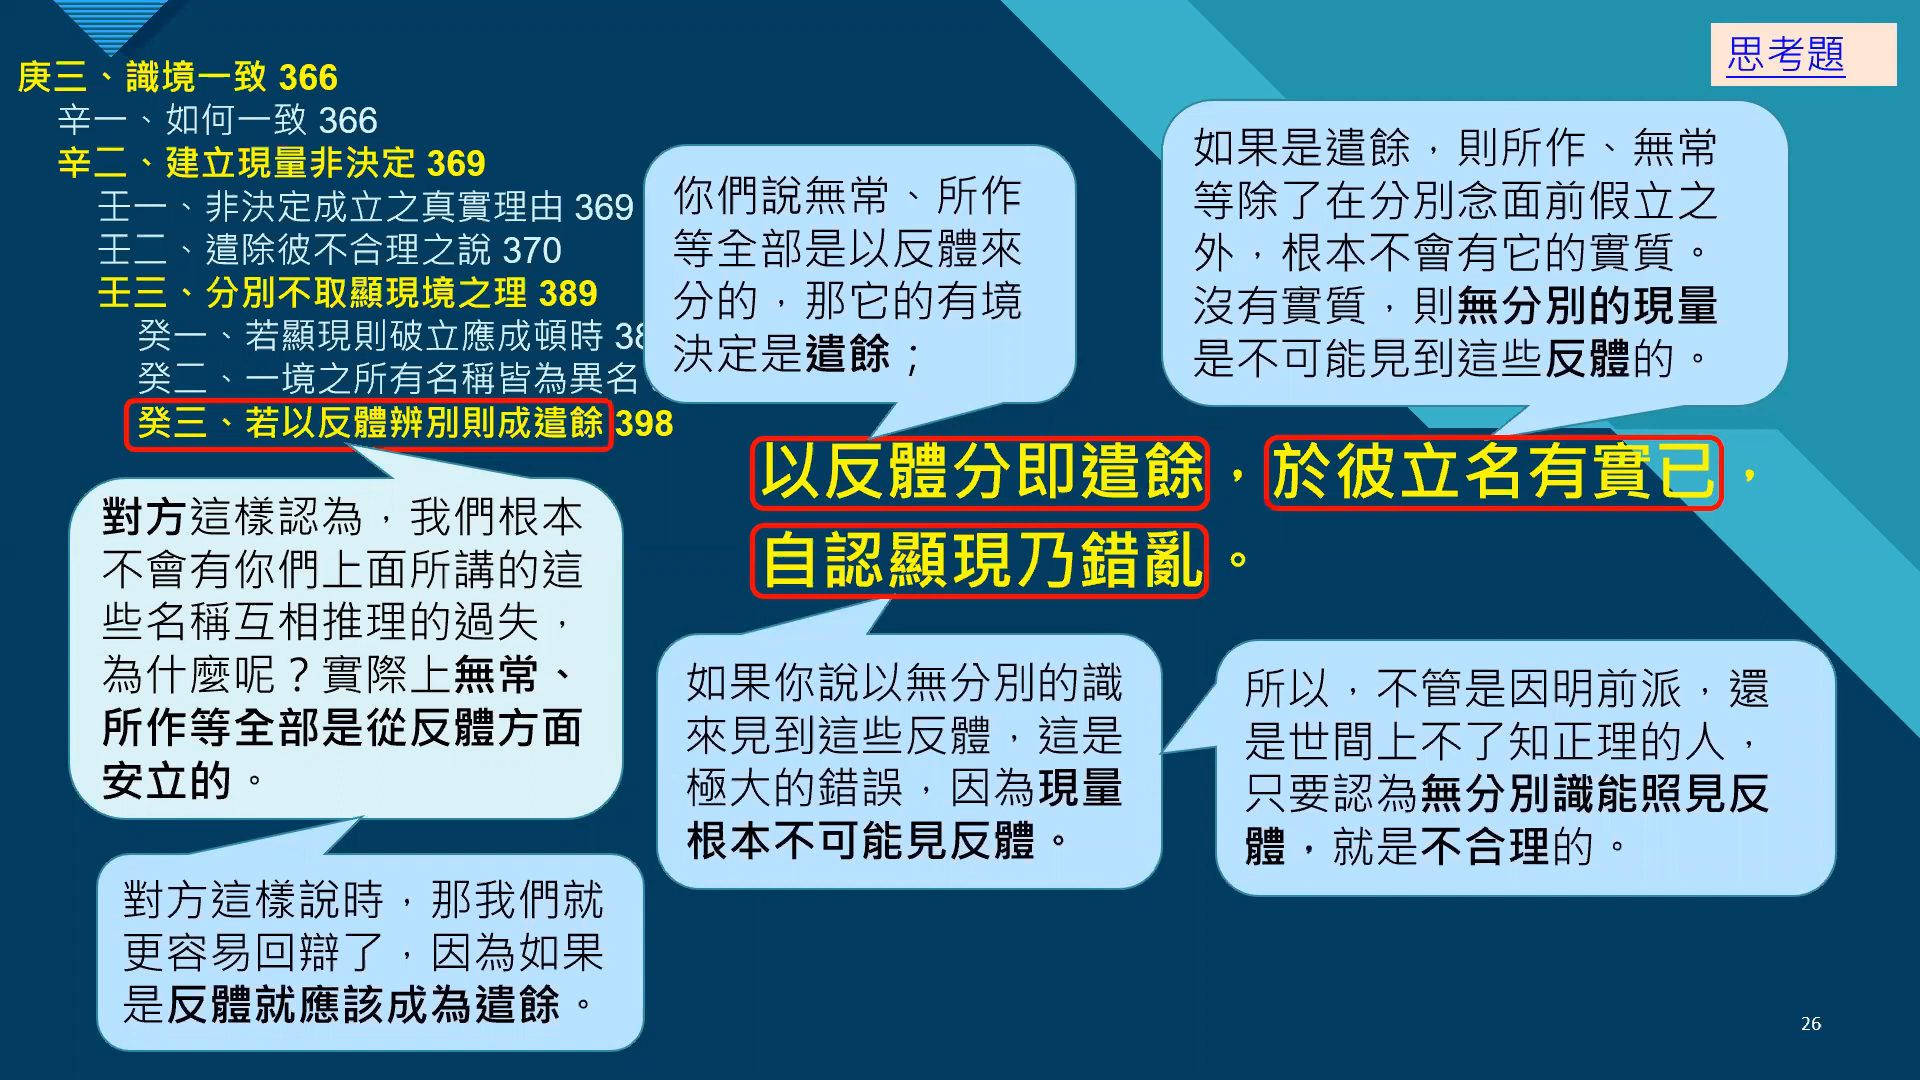 思考題
庚三、識境一致 366
辛一、如何一致 366
辛二、建立現量非決定 369
壬一、非決定成立之真實理由 369
壬二、遣除彼不合理之說 370
壬三、分別不取顯現境之理 389
癸一、若顯現則破立應成頓時
癸二、一境之所有名稱皆為異名
癸三、若以反體辨別則成遣餘 398
對方這樣認為，我們根本
不會有你們上面所講的這
些名稱互相推理的過失，
為什麼呢？實際上無常、
所作等全部是從反體方面
安立的。
對方這樣說時，那我們就
更容易回辯了，因為如果
是反體就應該成為遣餘。
你們說無常、所作
等全部是以反體來
分的，那它的有境
決定是遣餘；
如果是遣餘，則所作、無常
等除了在分別念面前假立之
外，根本不會有它的實質。
沒有實質，則無分別的現量
是不可能見到這些反體的。
以反體分即遣餘，於彼立名有實已，
自認顯現乃錯亂。
如果你說以無分別的識
來見到這些反體，這是
極大的錯誤，因為現量
根本不可能見反體。
所以，不管是因明前派，還
是世間上不了知正理的人，
只要認為無分別識能照見反
體，就是不合理的。
26